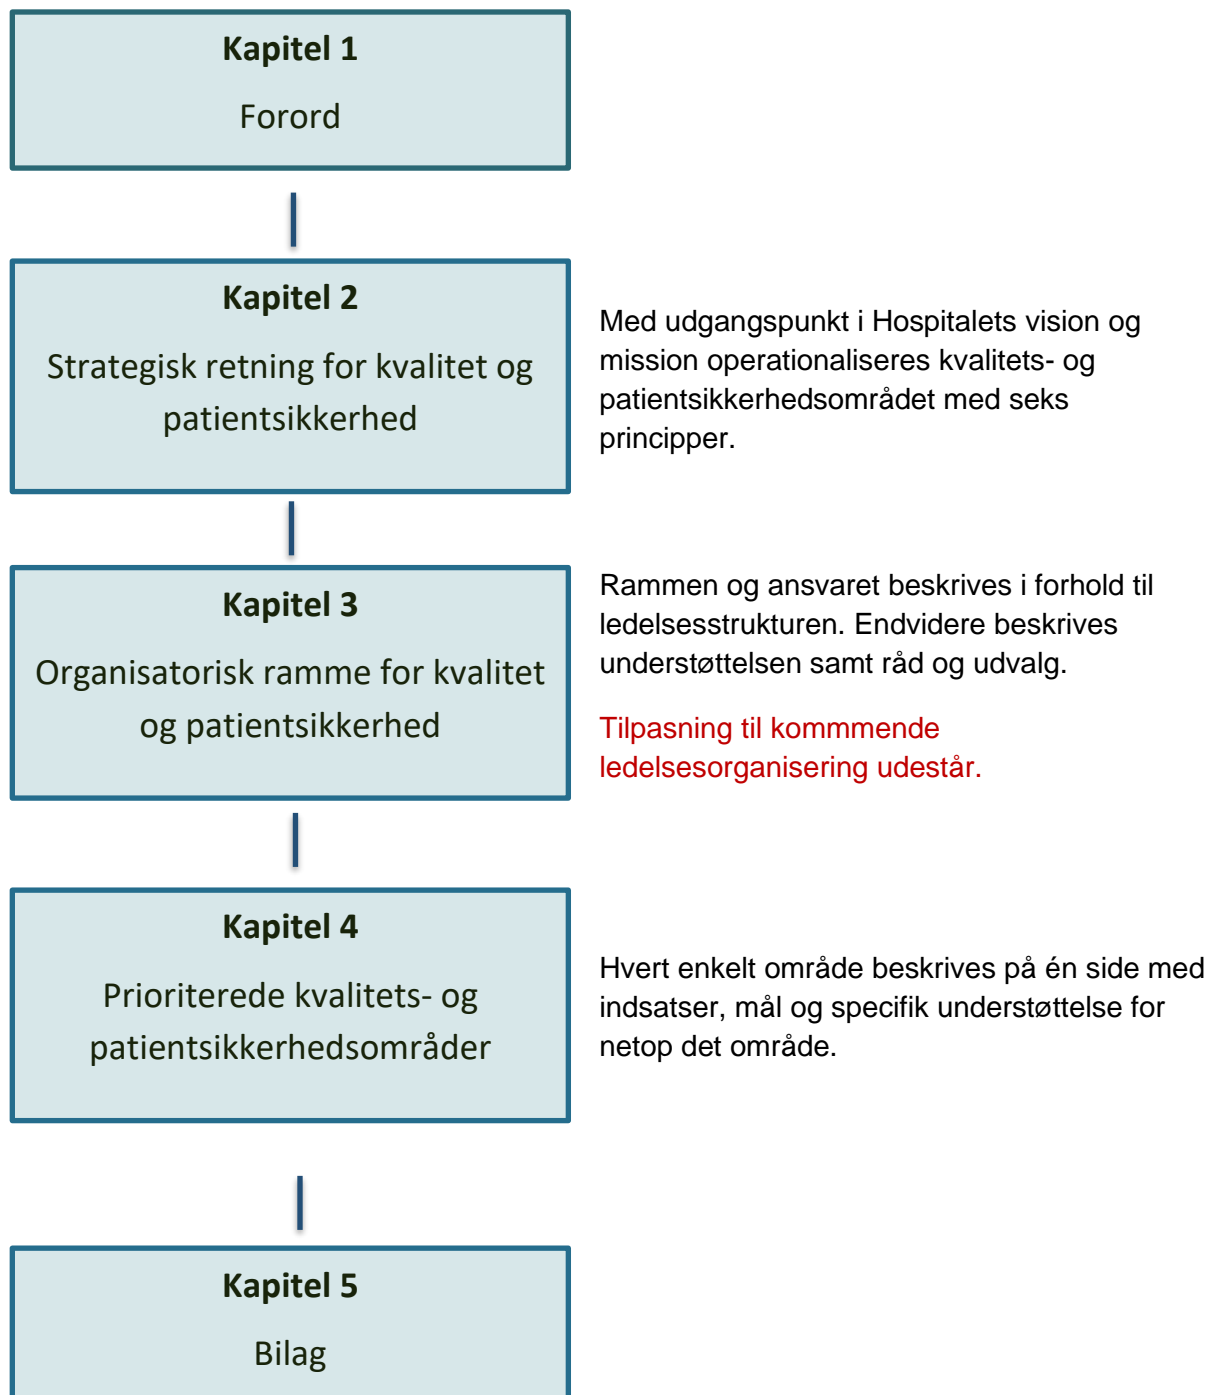 Kapitel 1
Forord
Kapitel 2
Strategisk retning for kvalitet og
patientsikkerhed
Med udgangspunkt i Hospitalets vision og
mission operationaliseres kvalitets- og
patientsikkerhedsområdet med seks
principper.
Kapitel 3
Organisatorisk ramme for kvalitet
og patientsikkerhed
Rammen og ansvaret beskrives i forhold til
ledelsesstrukturen. Endvidere beskrives
understøttelsen samt råd og udvalg.
Tilpasning til kommmende
ledelsesorganisering udestår.
Kapitel 4
Prioriterede kvalitets- og
patientsikkerhedsområder
Hvert enkelt område beskrives på én side med
indsatser, mål og specifik understøttelse for
netop det område.
Kapitel 5
Bilag